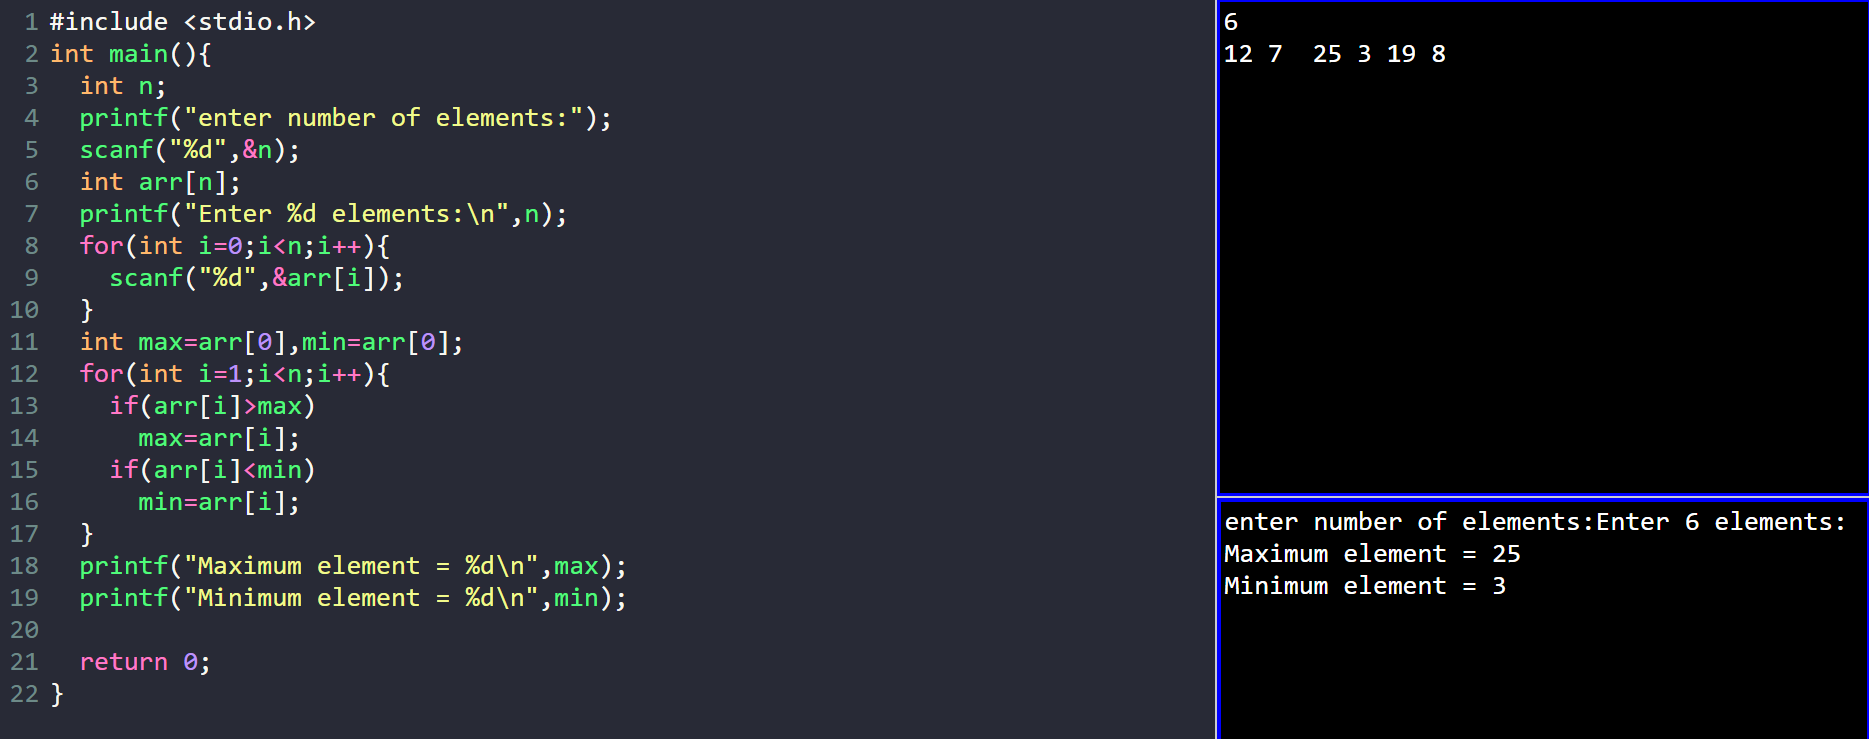 1 #include <stdio.h>
2 int main(){
3   int n;
4   printf("enter number of elements:");
5   scanf("%d",&n);
6   int arr[n];
7   printf("Enter %d elements:\n",n);
8   for(int i=0;i<n;i++){
9     scanf("%d",&arr[i]);
10   }
11   int max=arr[0],min=arr[0];
12   for(int i=1;i<n;i++){
13     if(arr[i]>max)
14       max=arr[i];
15     if(arr[i]<min)
16       min=arr[i];
17   }
18   printf("Maximum element = %d\n",max);
19   printf("Minimum element = %d\n",min);
20
21   return 0;
22 }
6
12 7  25 3 19 8
enter number of elements:Enter 6 elements:
Maximum element = 25
Minimum element = 3